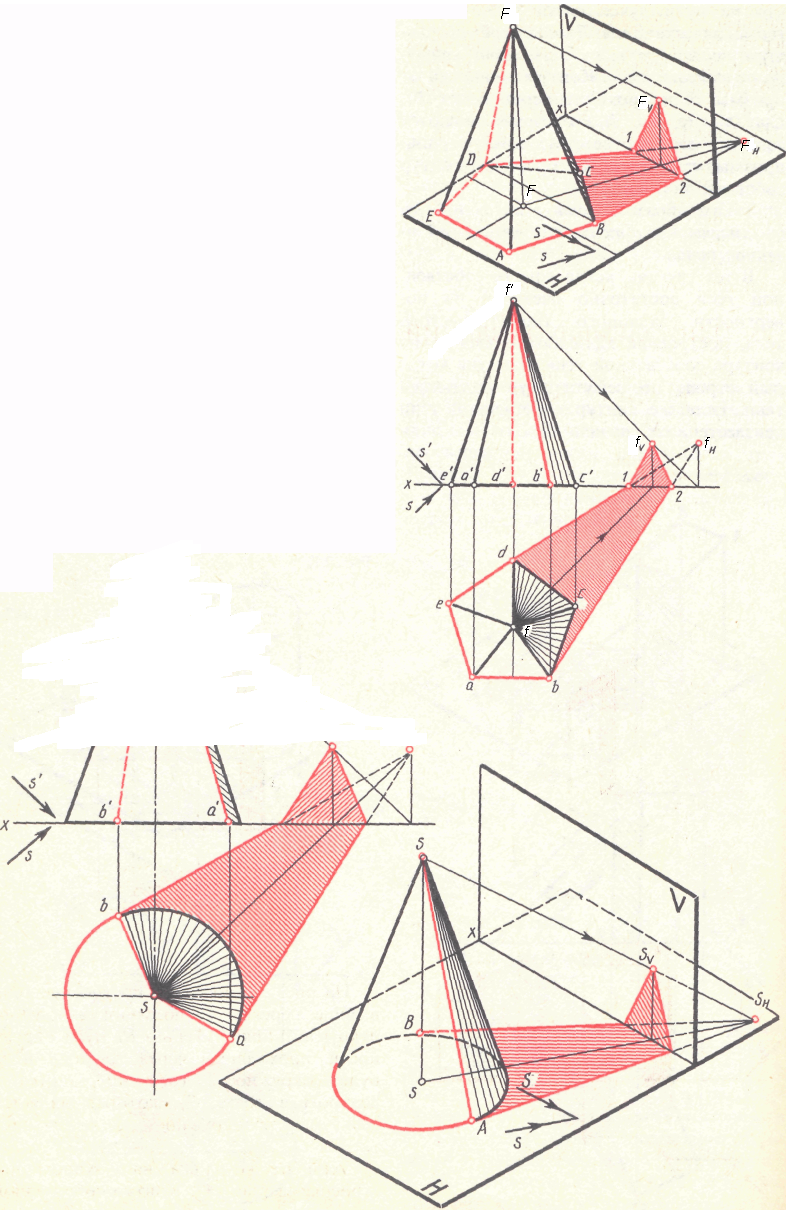 F
V
F_V
X
1
F_H
D
C
2
E
F
S
B
A
s
H
f'
s'
f_V
f_H
e' a' d' b' c'
x
1
2
s
d
e
c
f
a
b
s'
b'
a'
x
s
b
s
a
S
V
x
S_V
S_H
B
s
S
A
s
H